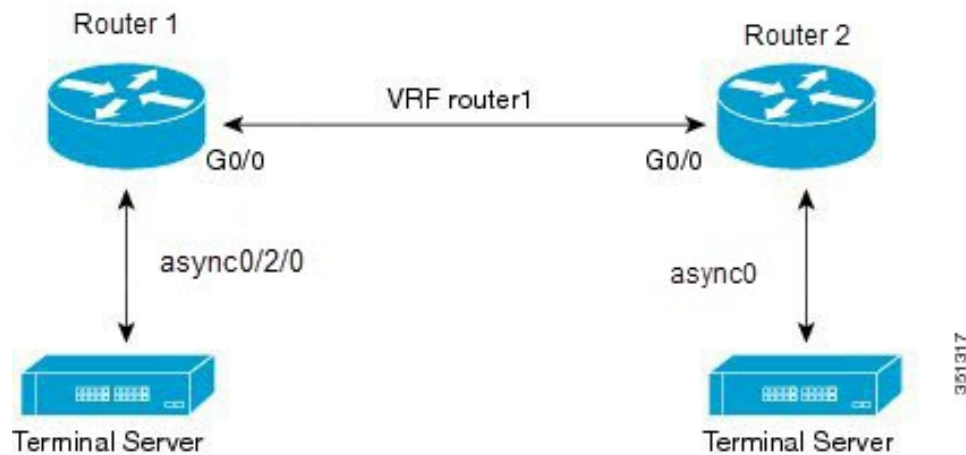 Router 1
Router 2
VRF router1
G0/0
G0/0
async0/2/0
async0
Terminal Server
Terminal Server
351317